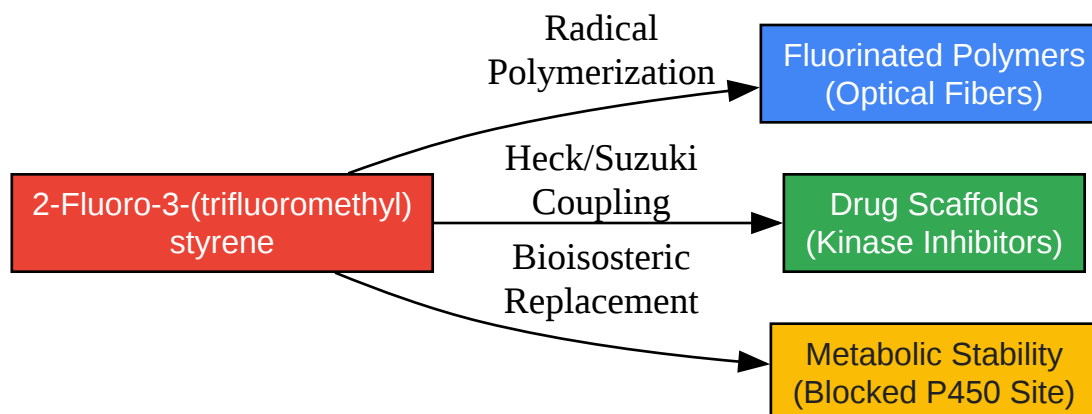 Radical
Polymerization
Fluorinated Polymers
(Optical Fibers)
2-Fluoro-3-(trifluoromethyl)
styrene
Heck/Suzuki
Coupling
Drug Scaffolds
(Kinase Inhibitors)
Bioisosteric
Replacement
Metabolic Stability
(Blocked P450 Site)